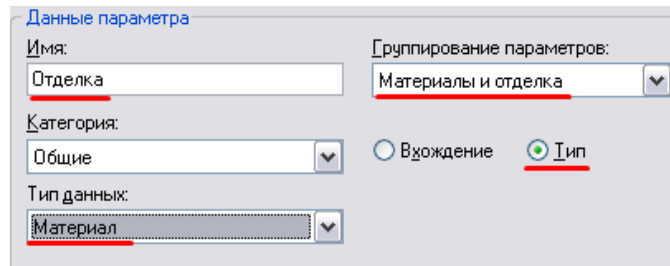 Данные параметра
Имя:
Группирование параметров:
Отделка
Материалы и отделка
Категория:
Общие
Вхождение
Тип
Тип данных:
Материал